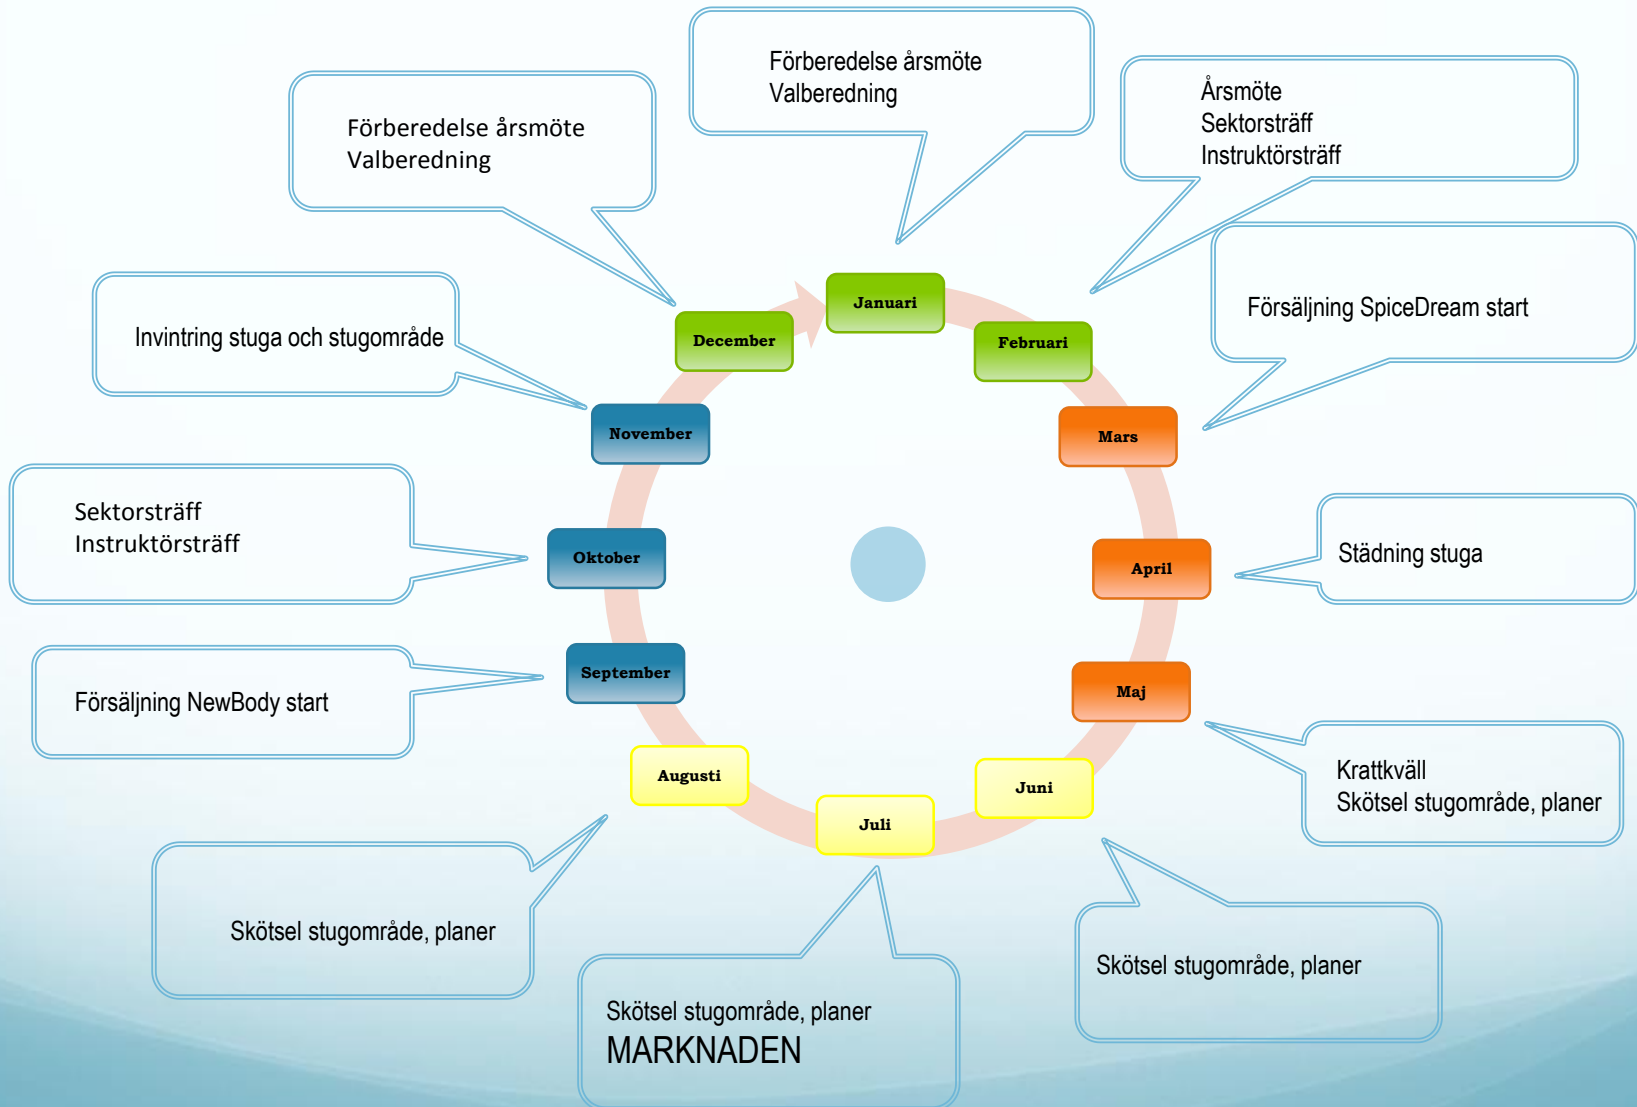 Förberedelse årsmöte
Valberedning
Januari
Årsmöte
Sektorsträff
Instruktörsträff
Februari
Försäljning SpiceDream start
Mars
Städning stuga
April
Krattkväll
Skötsel stugområde, planer
Maj
Skötsel stugområde, planer
Juni
Skötsel stugområde, planer
MARKNADEN
Juli
Skötsel stugområde, planer
Augusti
Försäljning NewBody start
September
Sektorsträff
Instruktörsträff
Oktober
Invintring stuga och stugområde
November
Förberedelse årsmöte
Valberedning
December